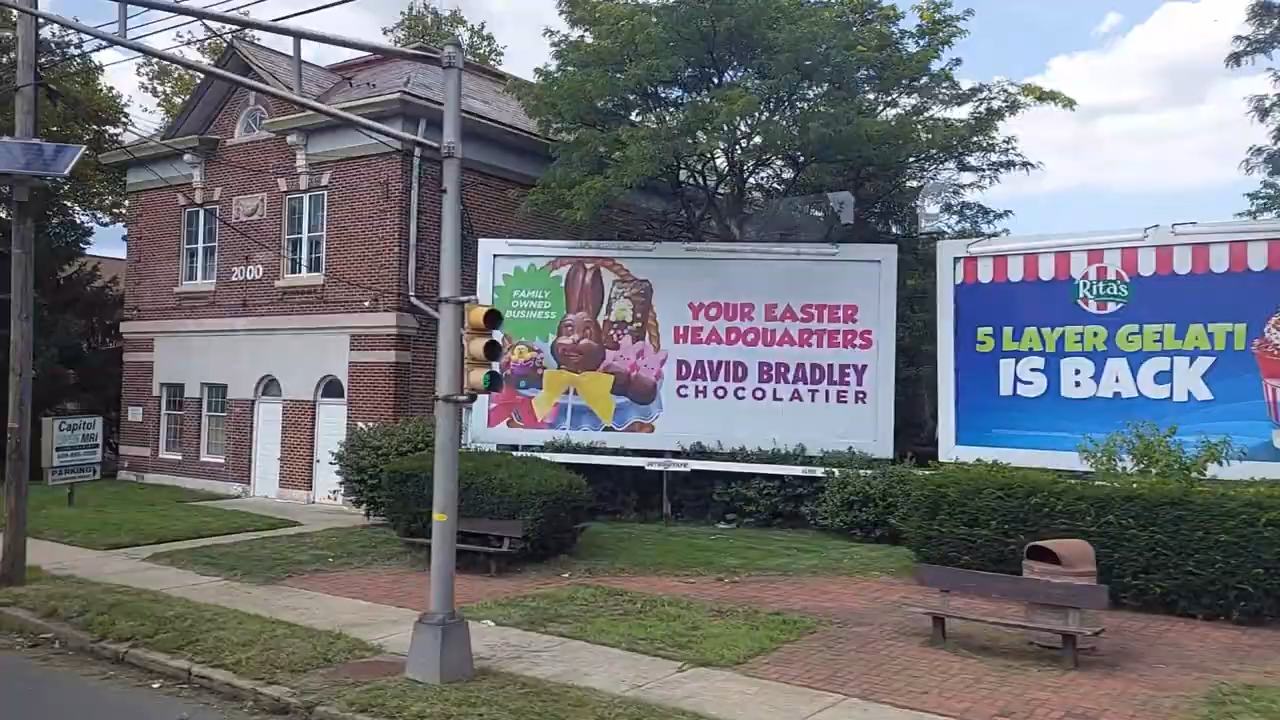 2000
Capitol
MRI
PARKING
FAMILY
OWNED
BUSINESS
YOUR EASTER
HEADQUARTERS
DAVID BRADLEY
CHOCOLATIER
Rita's
5 LAYER GELATI
IS BACK